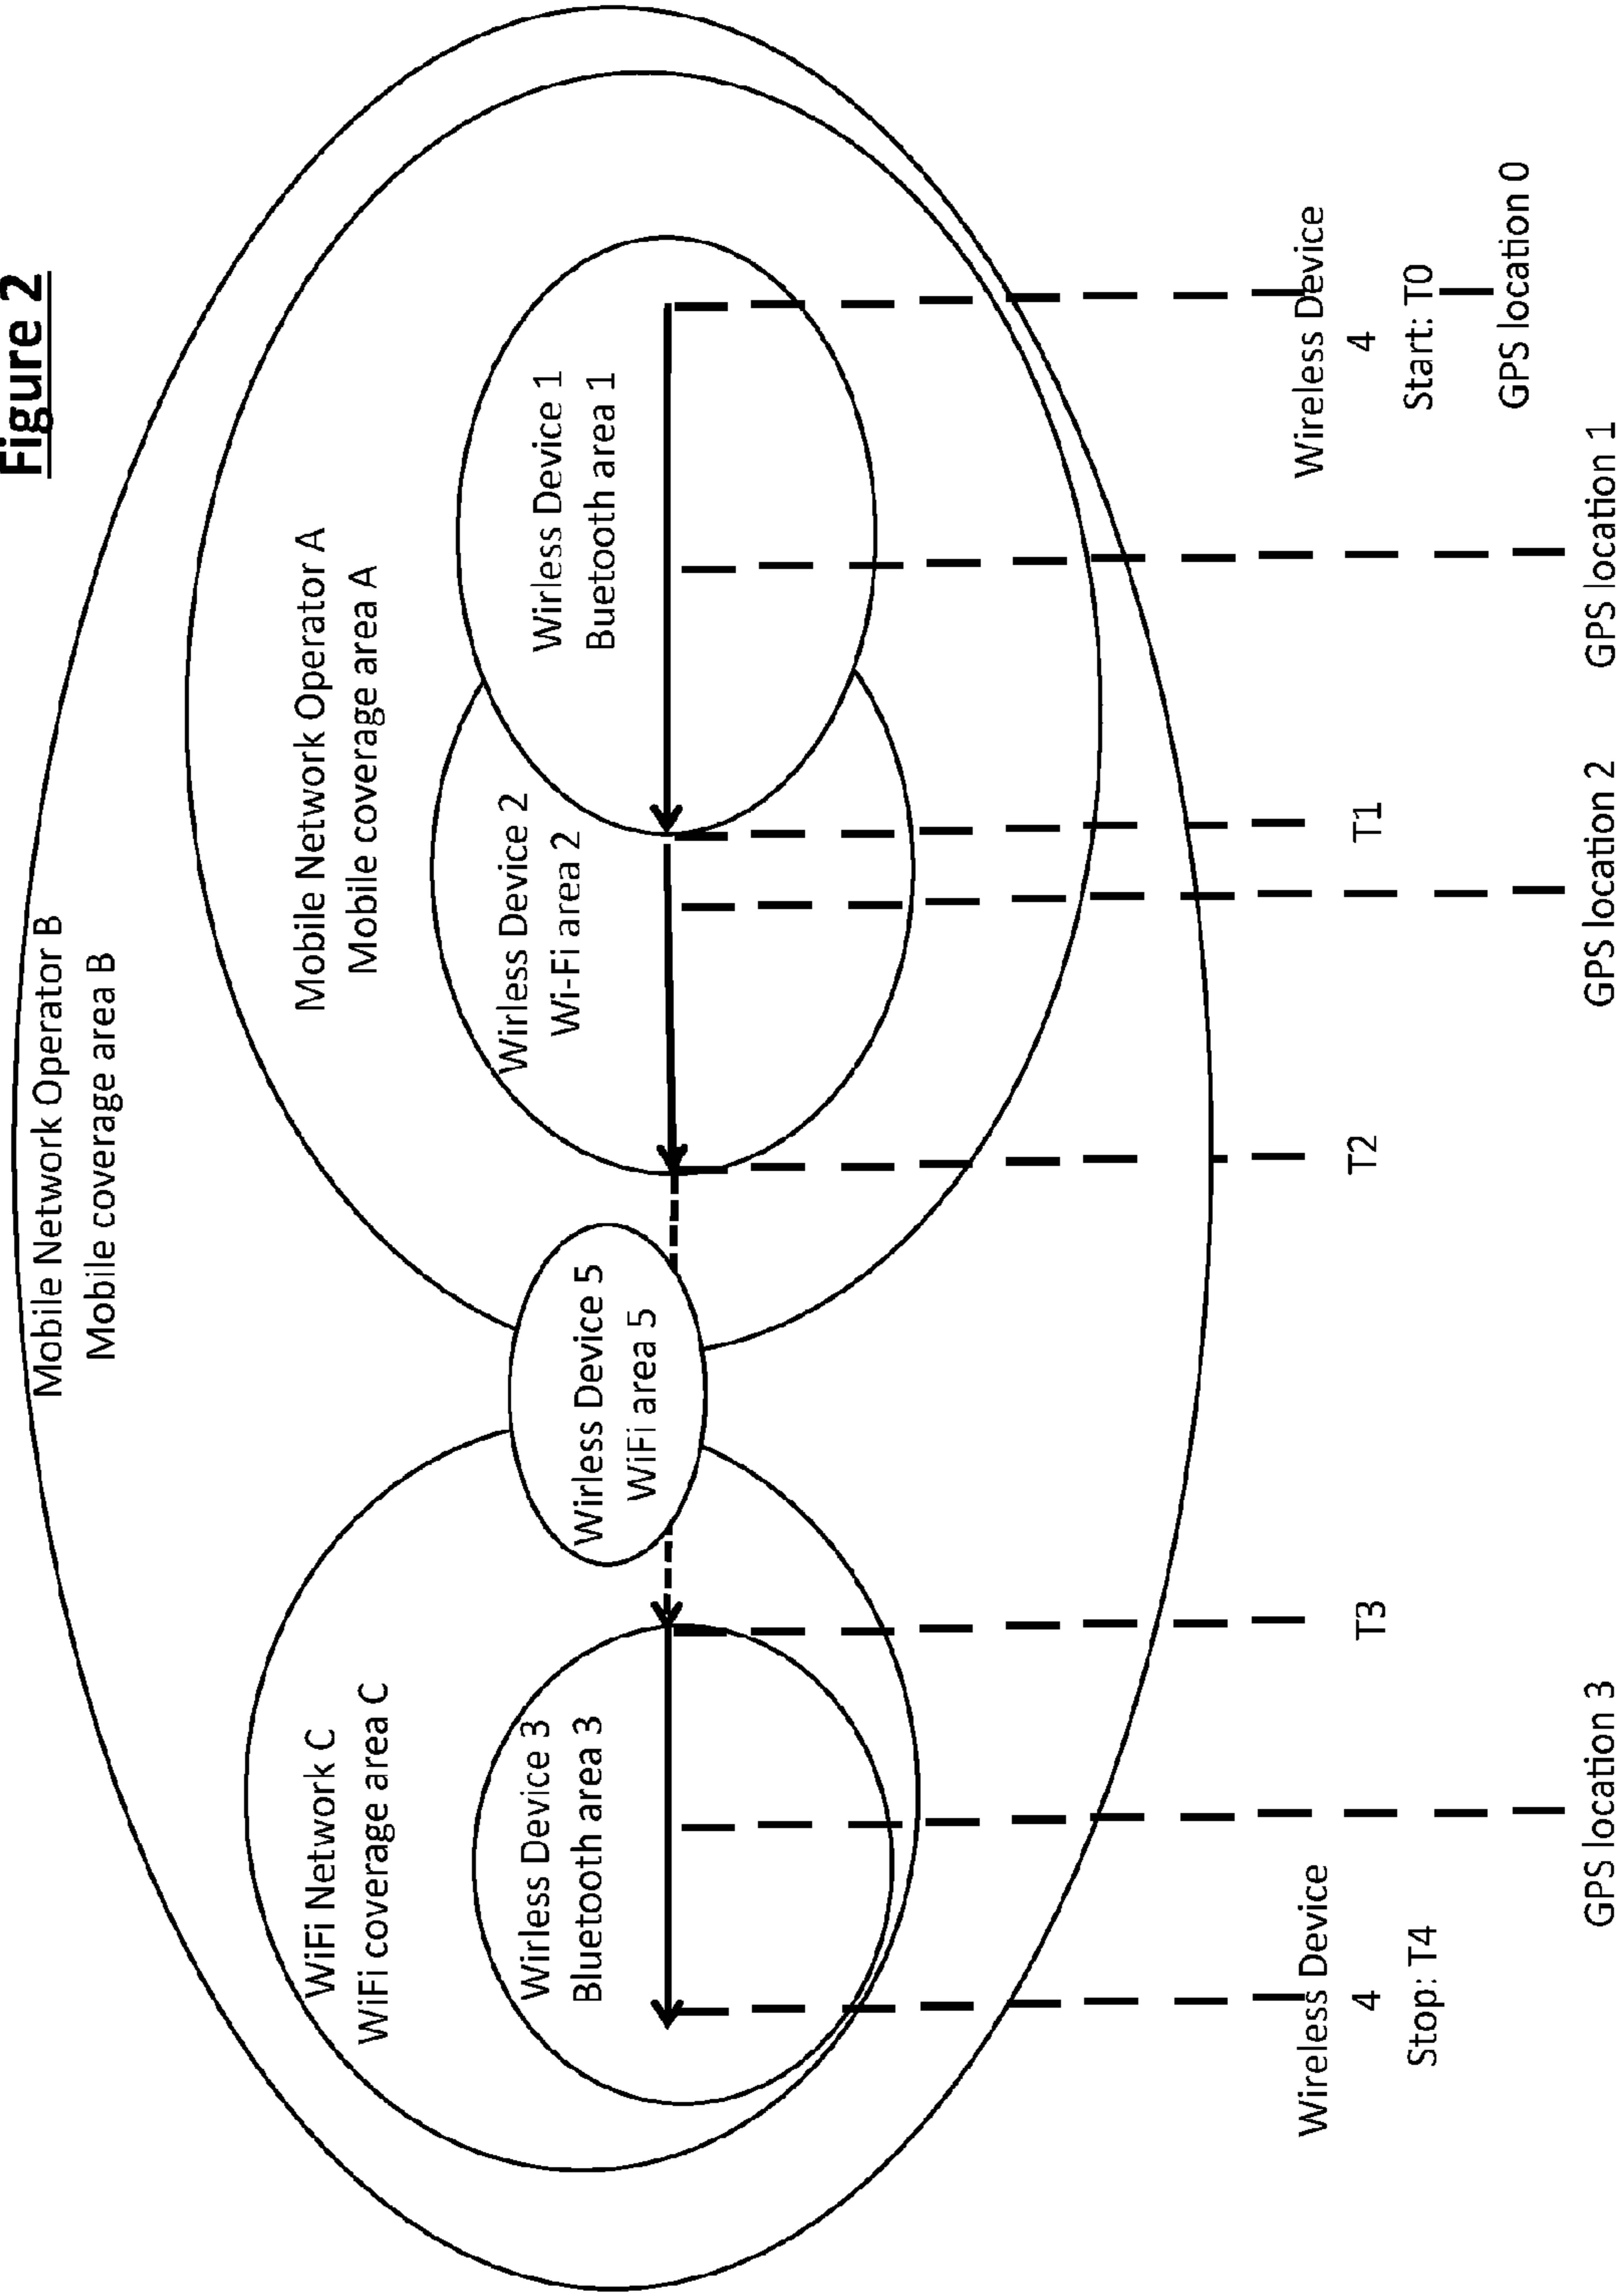 Figure 2
Mobile Network Operator B
Mobile coverage area B
Mobile Network Operator A
Mobile coverage area A
WiFi Network C
WiFi coverage area C
Wirless Device 3
Bluetooth area 3
Wirless Device 5
WiFi area 5
Wirless Device 2
Wi-Fi area 2
Wirless Device 1
Buetooth area 1
Wireless Device
4
Stop: T4
T3
T2
T1
Wireless Device
4
Start: T0
GPS location 0
GPS location 3
GPS location 2
GPS location 1